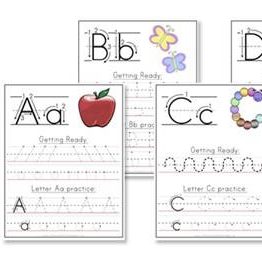 Bb
Getting Ready:
Bb practice:
D
Aa
Getting Ready:
Letter Aa practice:
A
a
Cc
Getting Ready:
Letter Cc practice:
C
c